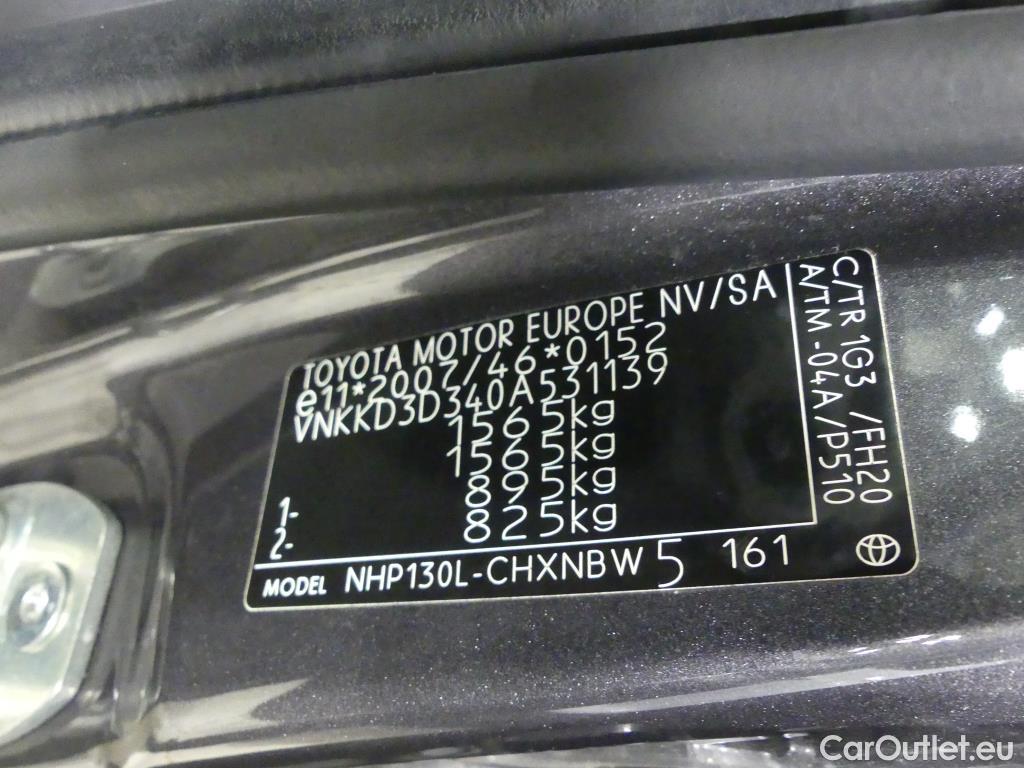 TOYOTA MOTOR EUROPE NV/SA
e11*2007/46*0152
VNKKD3D340A531139
1565kg
1565kg
1- 895kg
2- 825kg
C/TR 1G3 /FH20
A/TM -04A/P510
MODEL NHP130L-CHXNBW 5 161
CarOutlet.eu